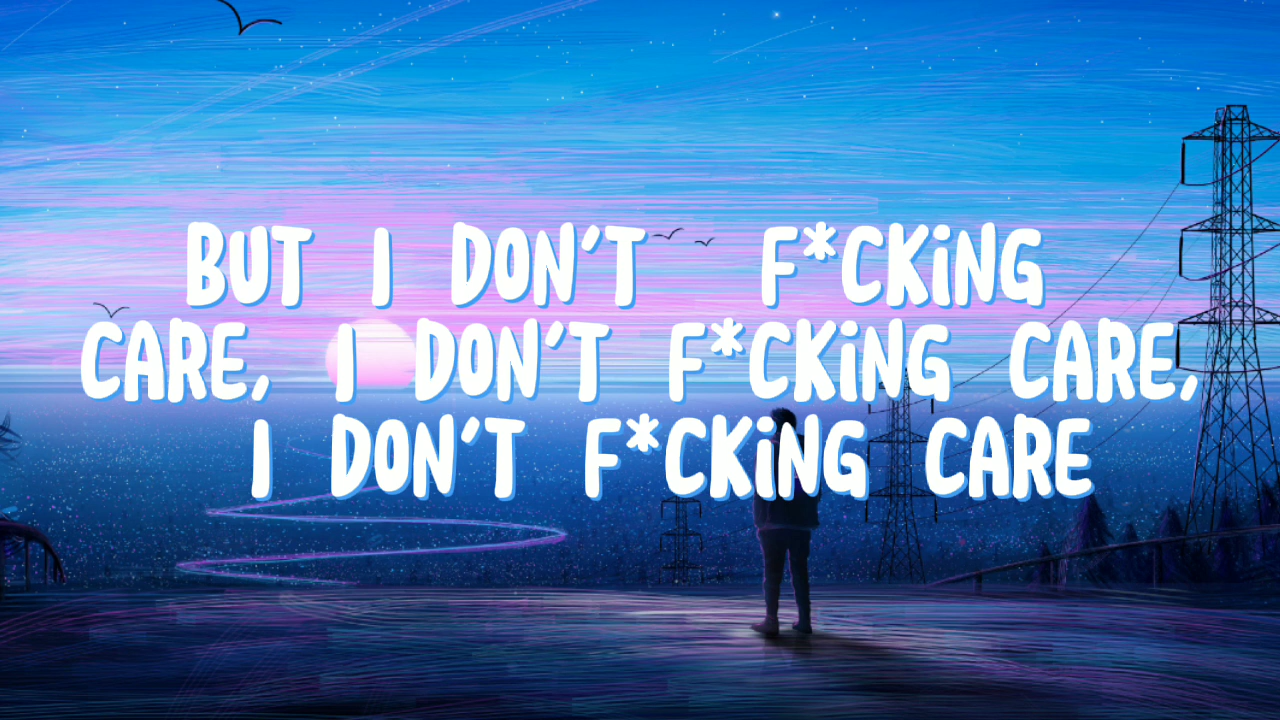 BUT I DON'T F*CKiNG
CARE, I DON'T F*CKiNG CARE,
I DON'T F*CKiNG CARE